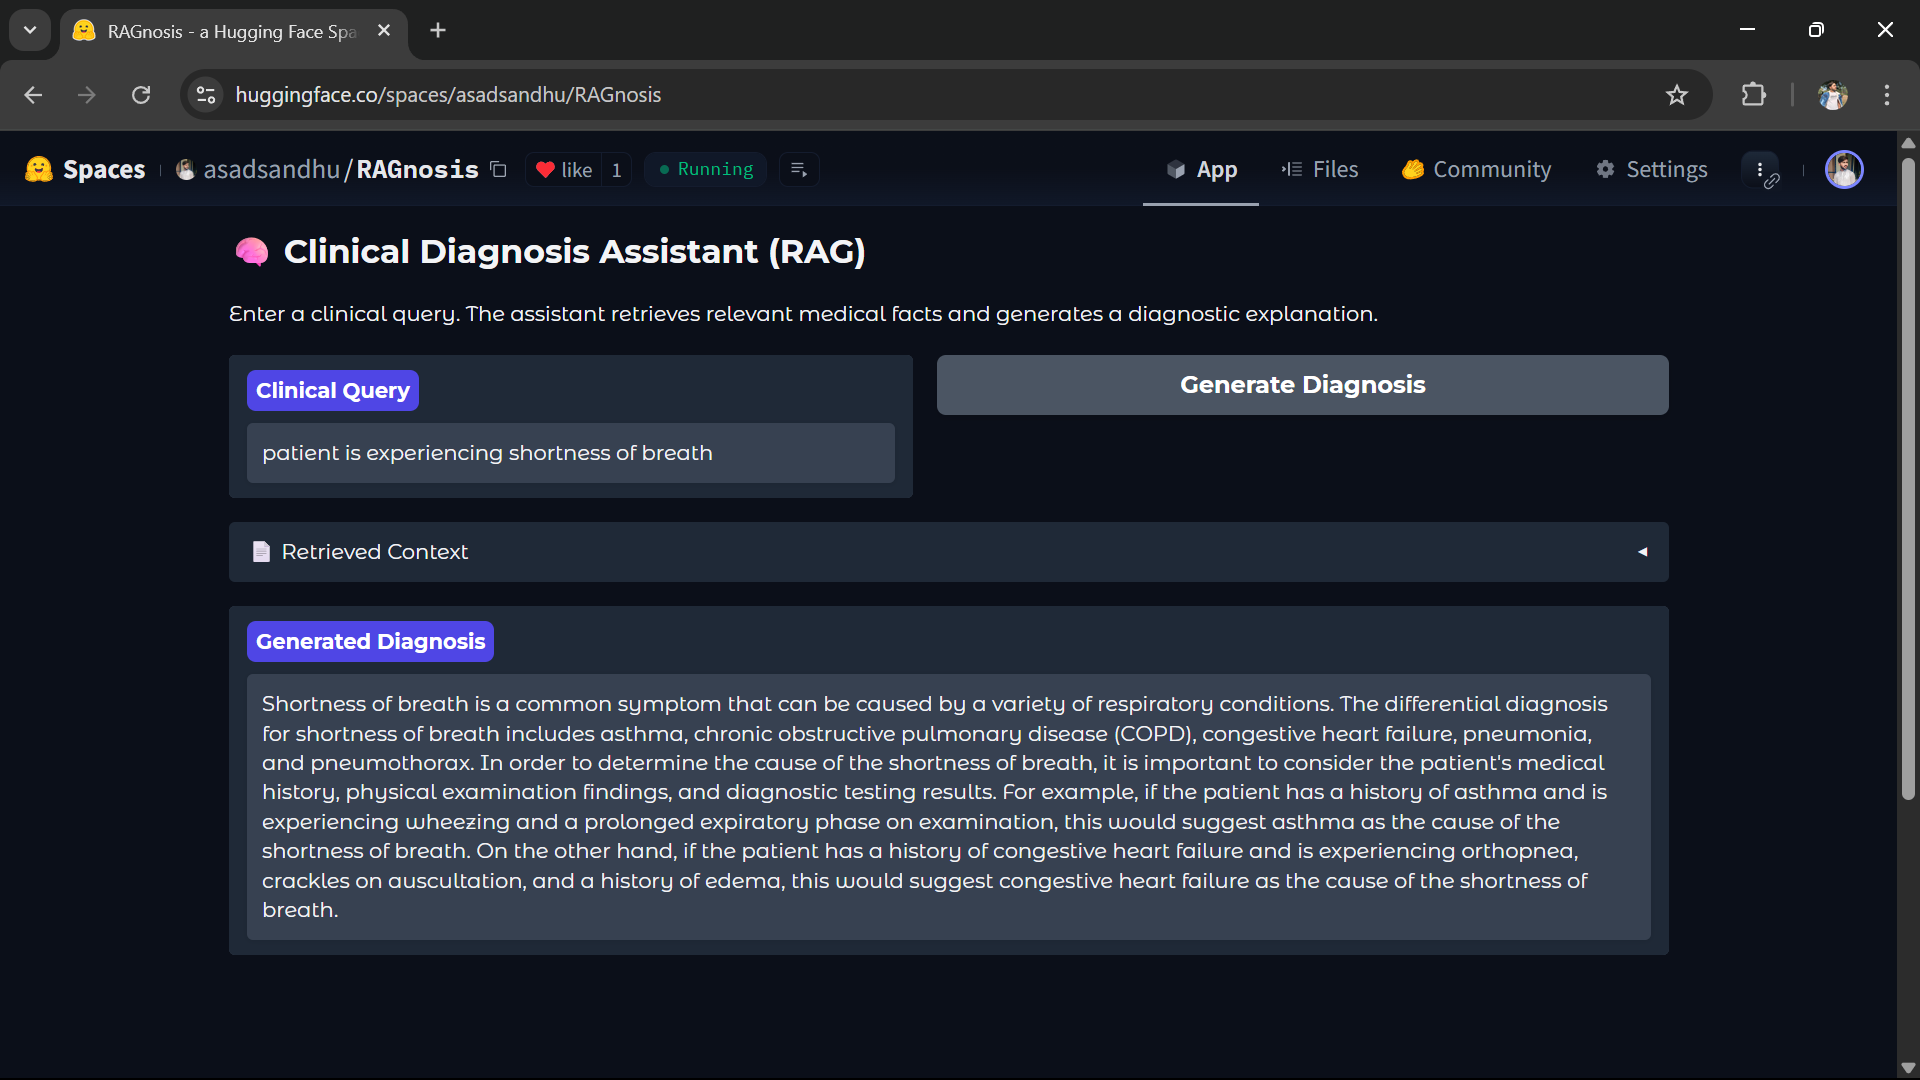 RAGnosis - a Hugging Face Spa
huggingface.co/spaces/asadsandhu/RAGnosis
Spaces asadsandhu/RAGnosis like 1 Running App Files Community Settings
Clinical Diagnosis Assistant (RAG)
Enter a clinical query. The assistant retrieves relevant medical facts and generates a diagnostic explanation.
Clinical Query
patient is experiencing shortness of breath
Generate Diagnosis
Retrieved Context
Generated Diagnosis
Shortness of breath is a common symptom that can be caused by a variety of respiratory conditions. The differential diagnosis
for shortness of breath includes asthma, chronic obstructive pulmonary disease (COPD), congestive heart failure, pneumonia,
and pneumothorax. In order to determine the cause of the shortness of breath, it is important to consider the patient's medical
history, physical examination findings, and diagnostic testing results. For example, if the patient has a history of asthma and is
experiencing wheezing and a prolonged expiratory phase on examination, this would suggest asthma as the cause of the
shortness of breath. On the other hand, if the patient has a history of congestive heart failure and is experiencing orthopnea,
crackles on auscultation, and a history of edema, this would suggest congestive heart failure as the cause of the shortness of
breath.